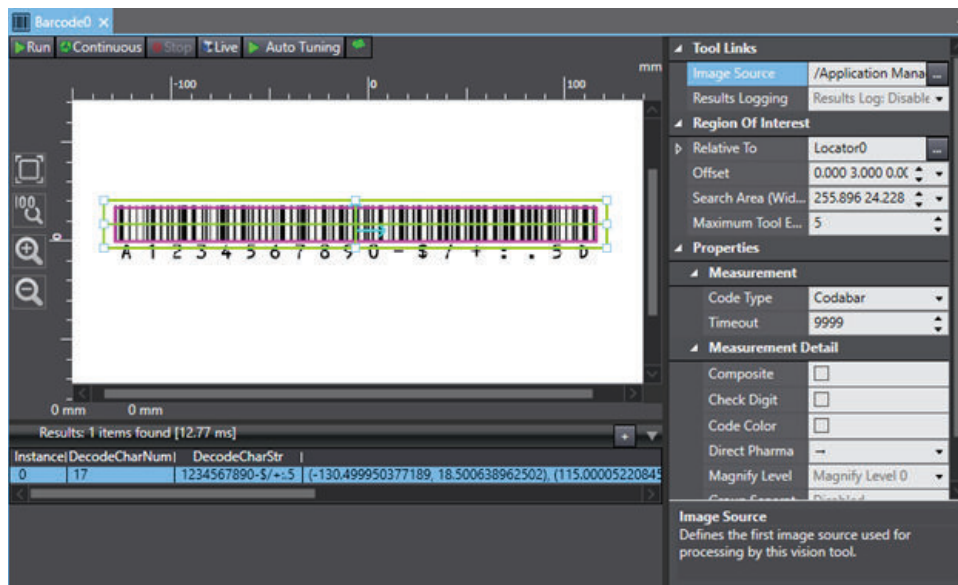 Barcode0 ×
Run Continuous Stop Live Auto Tuning
mm
-100 0 100
100
0
A 1 2 3 4 5 6 7 8 9 0 - $ / + : . 5 D
0 mm 0 mm
Results: 1 items found [12.77 ms]
+
Instance DecodeCharNum DecodeCharStr
0 17 1234567890-$/+:.5 (-130.499950377189, 18.500638962502), (115.00005220845
Tool Links
Image Source /Application Mana ...
Results Logging Results Log: Disable
Region Of Interest
Relative To Locator0 ...
Offset 0.000 3.000 0.0(
Search Area (Wid... 255.896 24.228
Maximum Tool E... 5
Properties
Measurement
Code Type Codabar
Timeout 9999
Measurement Detail
Composite
Check Digit
Code Color
Direct Pharma →
Magnify Level Magnify Level 0
Image Source
Defines the first image source used for
processing by this vision tool.